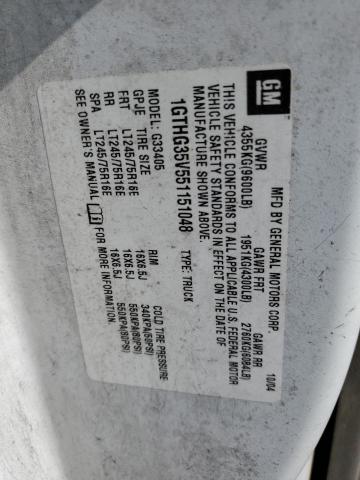 GM
MFD BY GENERAL MOTORS CORP. 10/04
GVWR GAWR FRT GAWR RR
4355KG(9600LB) 1951KG(4300LB) 2760KG(6084LB)
THIS VEHICLE CONFORMS TO ALL APPLICABLE U.S. FEDERAL MOTOR
VEHICLE SAFETY STANDARDS IN EFFECT ON THE DATE OF
MANUFACTURE SHOWN ABOVE.
1GTHG35V551151048 TYPE: TRUCK
MODEL: G33405
GPJE TIRE SIZE RIM COLD TIRE PRESSURE
FRT LT245/75R16E 16X6.5J 340KPA(50PSI)
RR LT245/75R16E 16X6.5J 550KPA(80PSI)
SPA LT245/75R16E 16X6.5J 550KPA(80PSI)
SEE OWNER'S MANUAL FOR MORE INFORMATION.